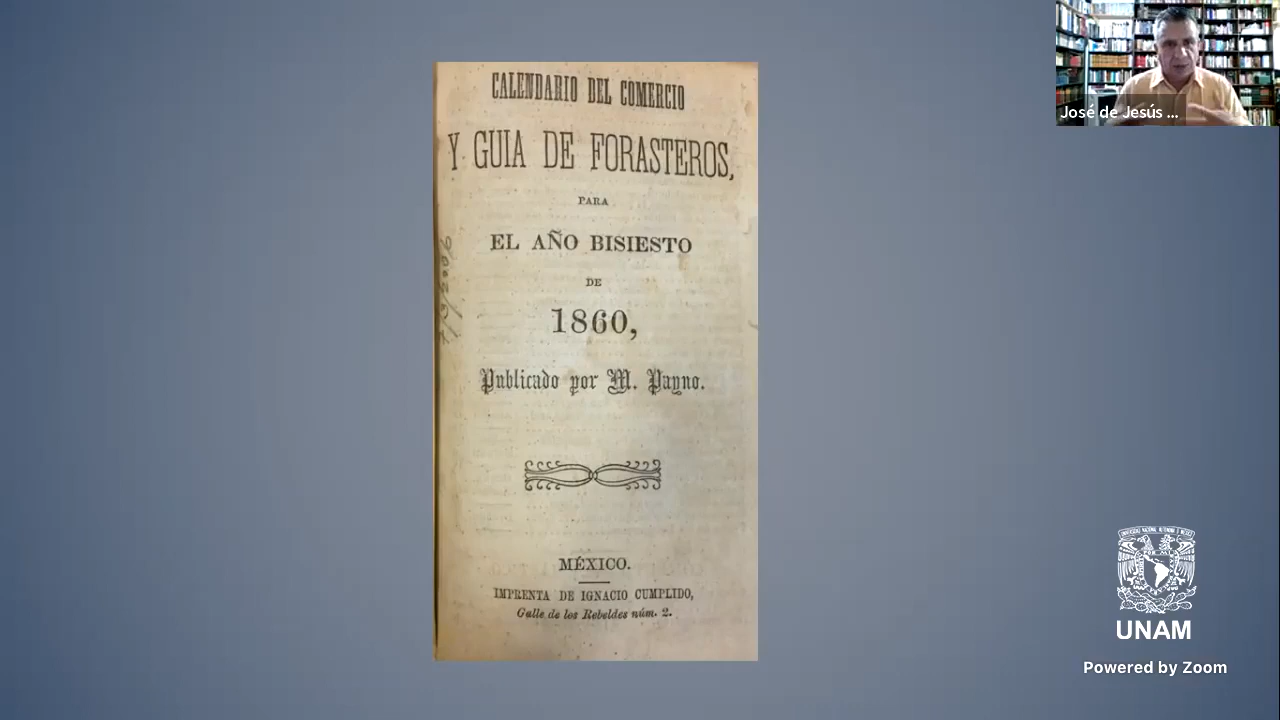 CALENDARIO DEL COMERCIO
Y GUIA DE FORASTEROS,
PARA
EL AÑO BISIESTO
DE
1860,
Publicado por M. Payno.
MÉXICO.
IMPRENTA DE IGNACIO CUMPLIDO,
Calle de los Rebeldes núm. 2.
José de Jesús ...
UNAM
Powered by Zoom